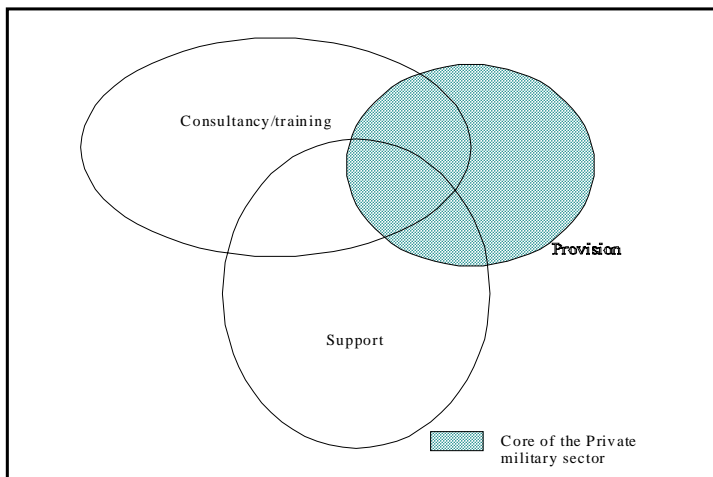 Consultancy/training
Provision
Support
Core of the Private
military sector